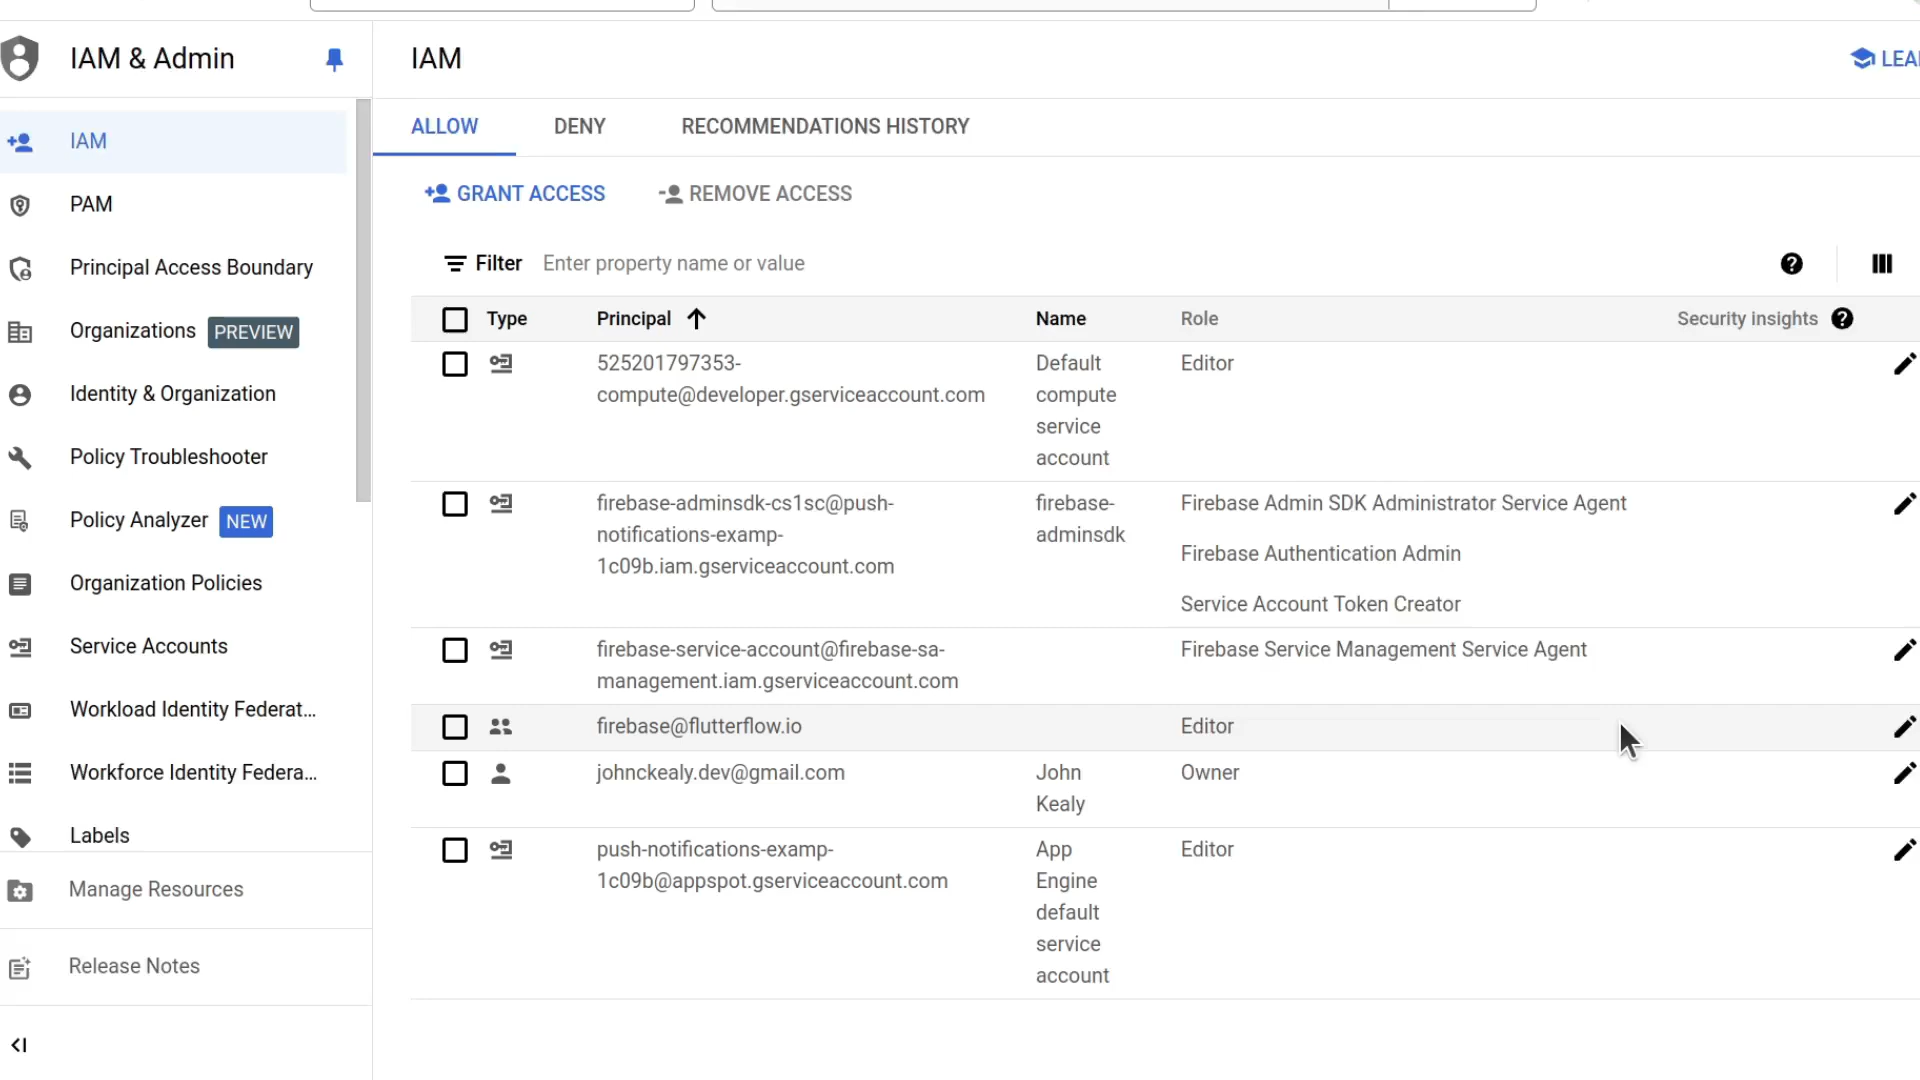 IAM & Admin
IAM
LEA
IAM
PAM
Principal Access Boundary
Organizations PREVIEW
Identity & Organization
Policy Troubleshooter
Policy Analyzer NEW
Organization Policies
Service Accounts
Workload Identity Federat...
Workforce Identity Federa...
Labels
Manage Resources
Release Notes
ALLOW DENY RECOMMENDATIONS HISTORY
GRANT ACCESS REMOVE ACCESS
Filter Enter property name or value
Type Principal Name Role Security insights
525201797353-
compute@developer.gserviceaccount.com
Default
compute
service
account
Editor
firebase-adminsdk-cs1sc@push-
notifications-examp-
1c09b.iam.gserviceaccount.com
firebase-
adminsdk
Firebase Admin SDK Administrator Service Agent
Firebase Authentication Admin
Service Account Token Creator
firebase-service-account@firebase-sa-
management.iam.gserviceaccount.com
Firebase Service Management Service Agent
firebase@flutterflow.io
Editor
johnckealy.dev@gmail.com
John
Kealy
Owner
push-notifications-examp-
1c09b@appspot.gserviceaccount.com
App
Engine
default
service
account
Editor